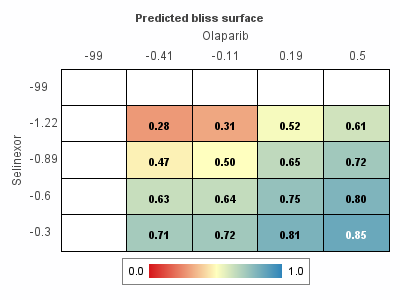 Predicted bliss surface
Olaparib
-99 -0.41 -0.11 0.19 0.5
Selinexor
-99
-1.22 0.28 0.31 0.52 0.61
-0.89 0.47 0.50 0.65 0.72
-0.6 0.63 0.64 0.75 0.80
-0.3 0.71 0.72 0.81 0.85
0.0 1.0